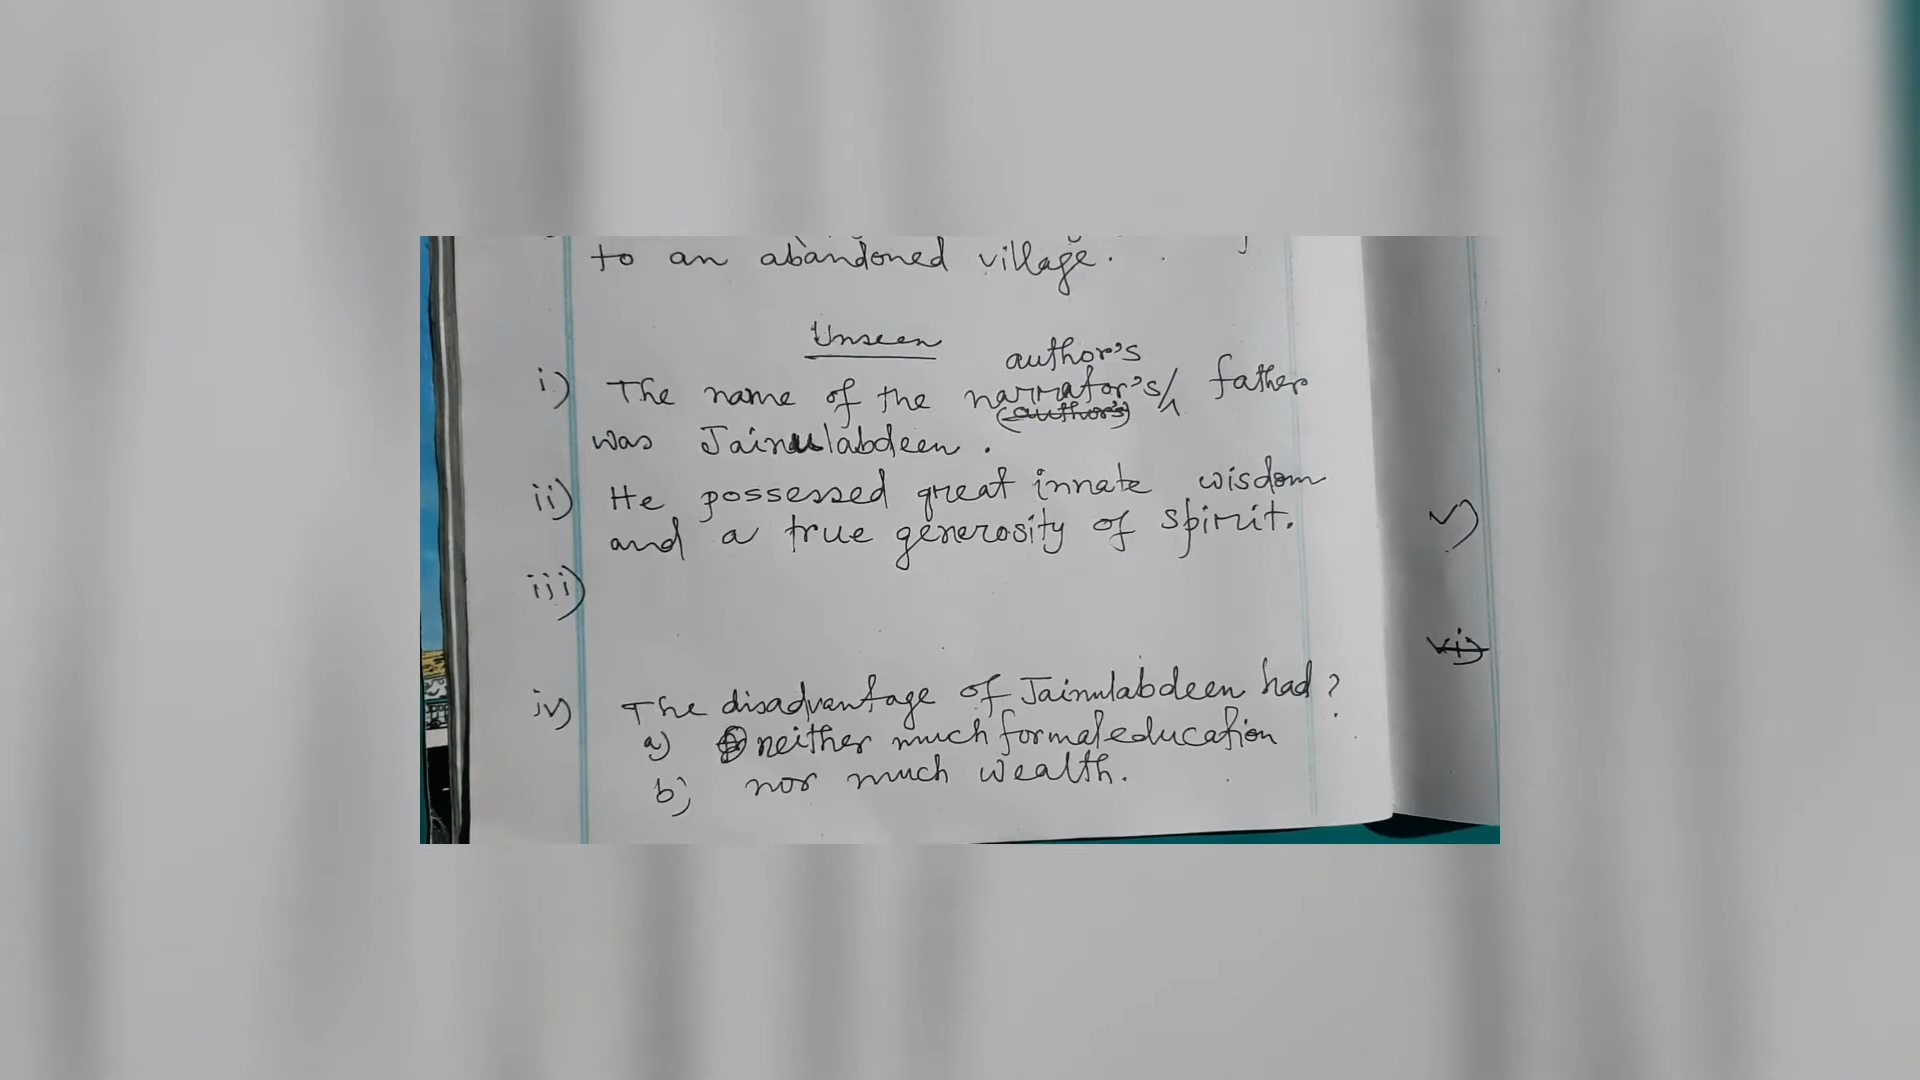 to an abandoned village.
Unseen
author's
i) The name of the narrator's/ father
(author's)
was Jainulabdeen.
ii) He possessed great innate wisdom
and a true generosity of spirit.
iii)
iv) The disadvantage of Jainulabdeen had?
a) neither much formal education
b) nor much wealth.
v)
vi)